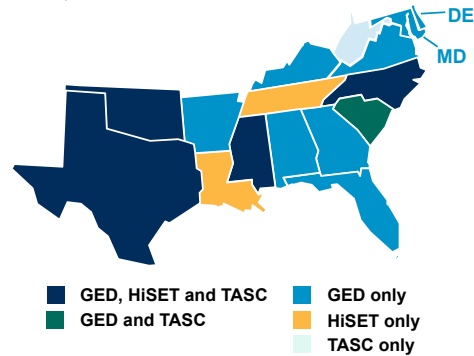 DE
MD
GED, HiSET and TASC
GED only
GED and TASC
HiSET only
TASC only